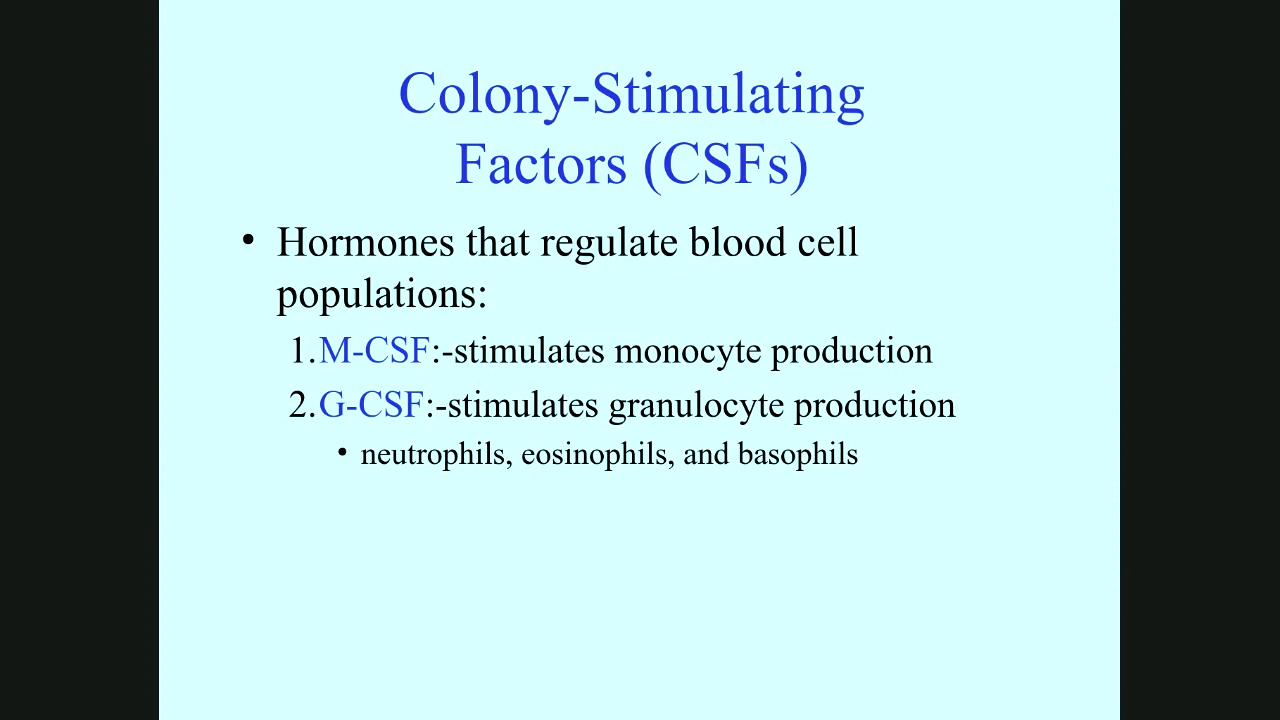 Colony-Stimulating
Factors (CSFs)
• Hormones that regulate blood cell
populations:
1.M-CSF:-stimulates monocyte production
2.G-CSF:-stimulates granulocyte production
• neutrophils, eosinophils, and basophils